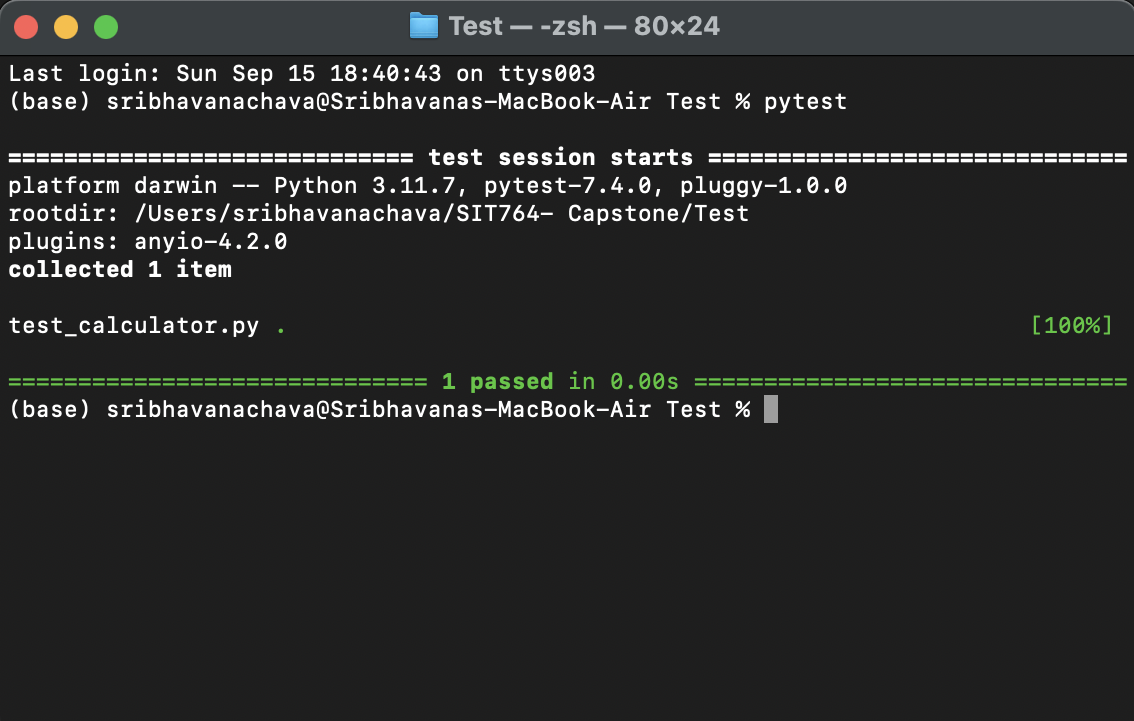 Test — -zsh — 80×24
Last login: Sun Sep 15 18:40:43 on ttys003
(base) sribhavanachava@Sribhavanas-MacBook-Air Test % pytest
============================= test session starts ==============================
platform darwin -- Python 3.11.7, pytest-7.4.0, pluggy-1.0.0
rootdir: /Users/sribhavanachava/SIT764- Capstone/Test
plugins: anyio-4.2.0
collected 1 item
test_calculator.py . [100%]
============================== 1 passed in 0.00s ===============================
(base) sribhavanachava@Sribhavanas-MacBook-Air Test %